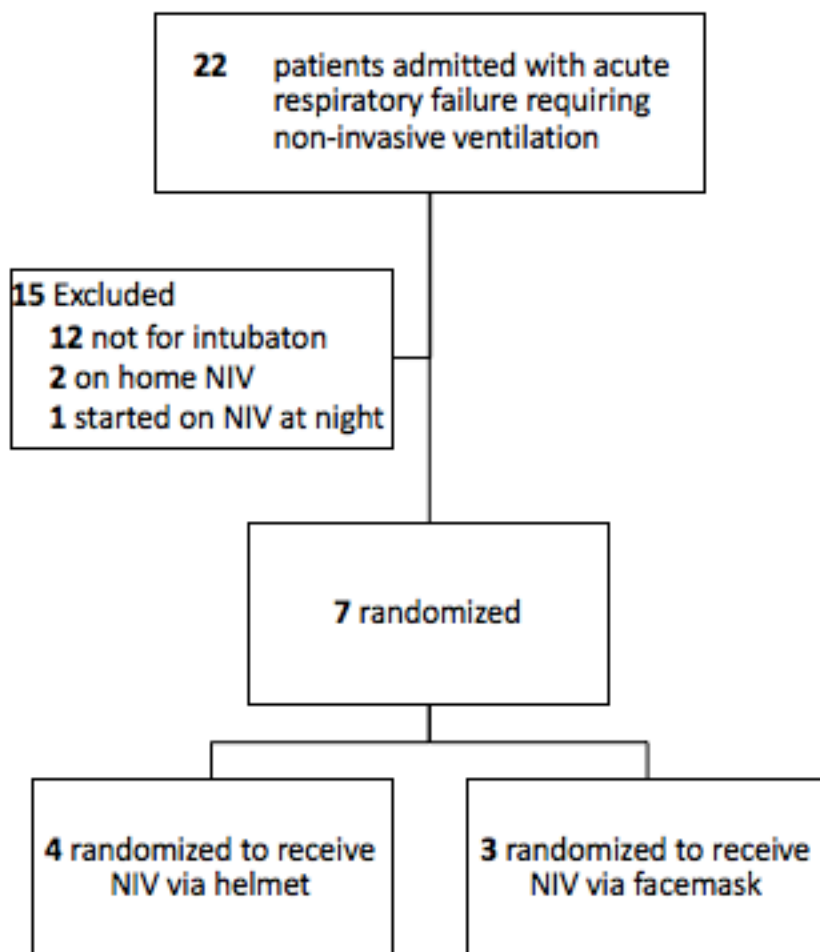 22 patients admitted with acute
respiratory failure requiring
non-invasive ventilation
15 Excluded
12 not for intubaton
2 on home NIV
1 started on NIV at night
7 randomized
4 randomized to receive
NIV via helmet
3 randomized to receive
NIV via facemask